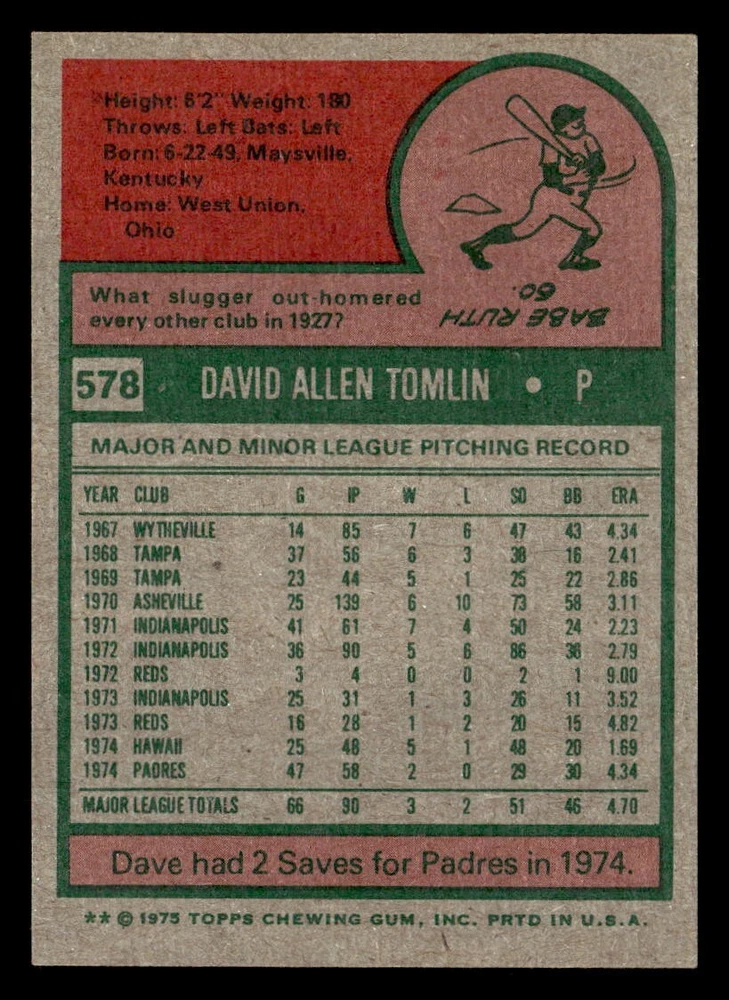 Height: 6'2" Weight: 180
Throws: Left Bats: Left
Born: 6-22-49, Maysville,
Kentucky
Home: West Union,
Ohio
What slugger out-homered
every other club in 1927?
BABE RUTH
60.
578 DAVID ALLEN TOMLIN • P
MAJOR AND MINOR LEAGUE PITCHING RECORD
YEAR CLUB G IP W L SO BB ERA
1967 WYTHEVILLE 14 85 7 6 47 43 4.34
1968 TAMPA 37 56 6 3 38 16 2.41
1969 TAMPA 23 44 5 1 25 22 2.86
1970 ASHEVILLE 25 139 6 10 73 58 3.11
1971 INDIANAPOLIS 41 61 7 4 50 24 2.23
1972 INDIANAPOLIS 36 90 5 6 86 38 2.79
1972 REDS 3 4 0 0 2 1 9.00
1973 INDIANAPOLIS 25 31 1 3 26 11 3.52
1973 REDS 16 28 1 2 20 15 4.82
1974 HAWAII 25 48 5 1 48 20 1.69
1974 PADRES 47 58 2 0 29 30 4.34
MAJOR LEAGUE TOTALS 66 90 3 2 51 46 4.70
Dave had 2 Saves for Padres in 1974.
** © 1975 TOPPS CHEWING GUM, INC. PRTD IN U.S.A.